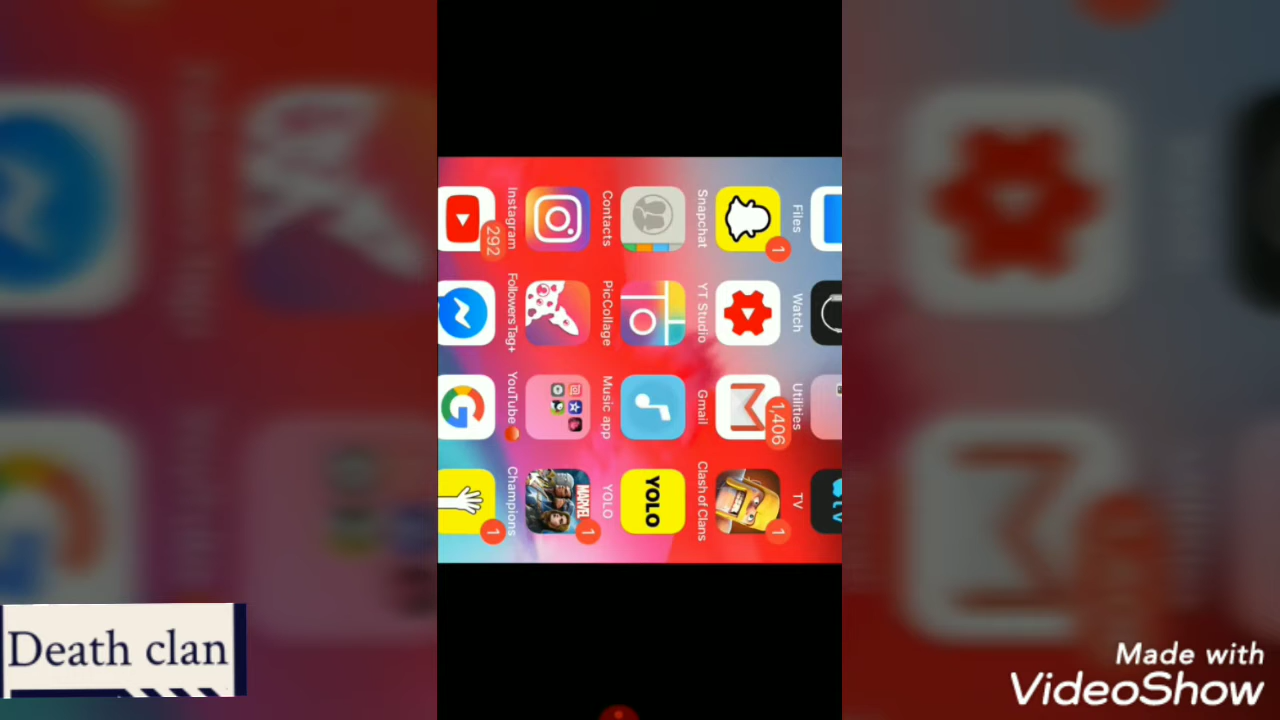 Files
Watch
Utilities
TV
1
1,406
1
Snapchat
YT Studio
Gmail
Clash of Clans
YOLO
Contacts
PicCollage
Music app
YOLO
MARVEL
1
Instagram
FollowersTag+
YouTube
Champions
292
1
tv
Death clan
Made with
VideoShow